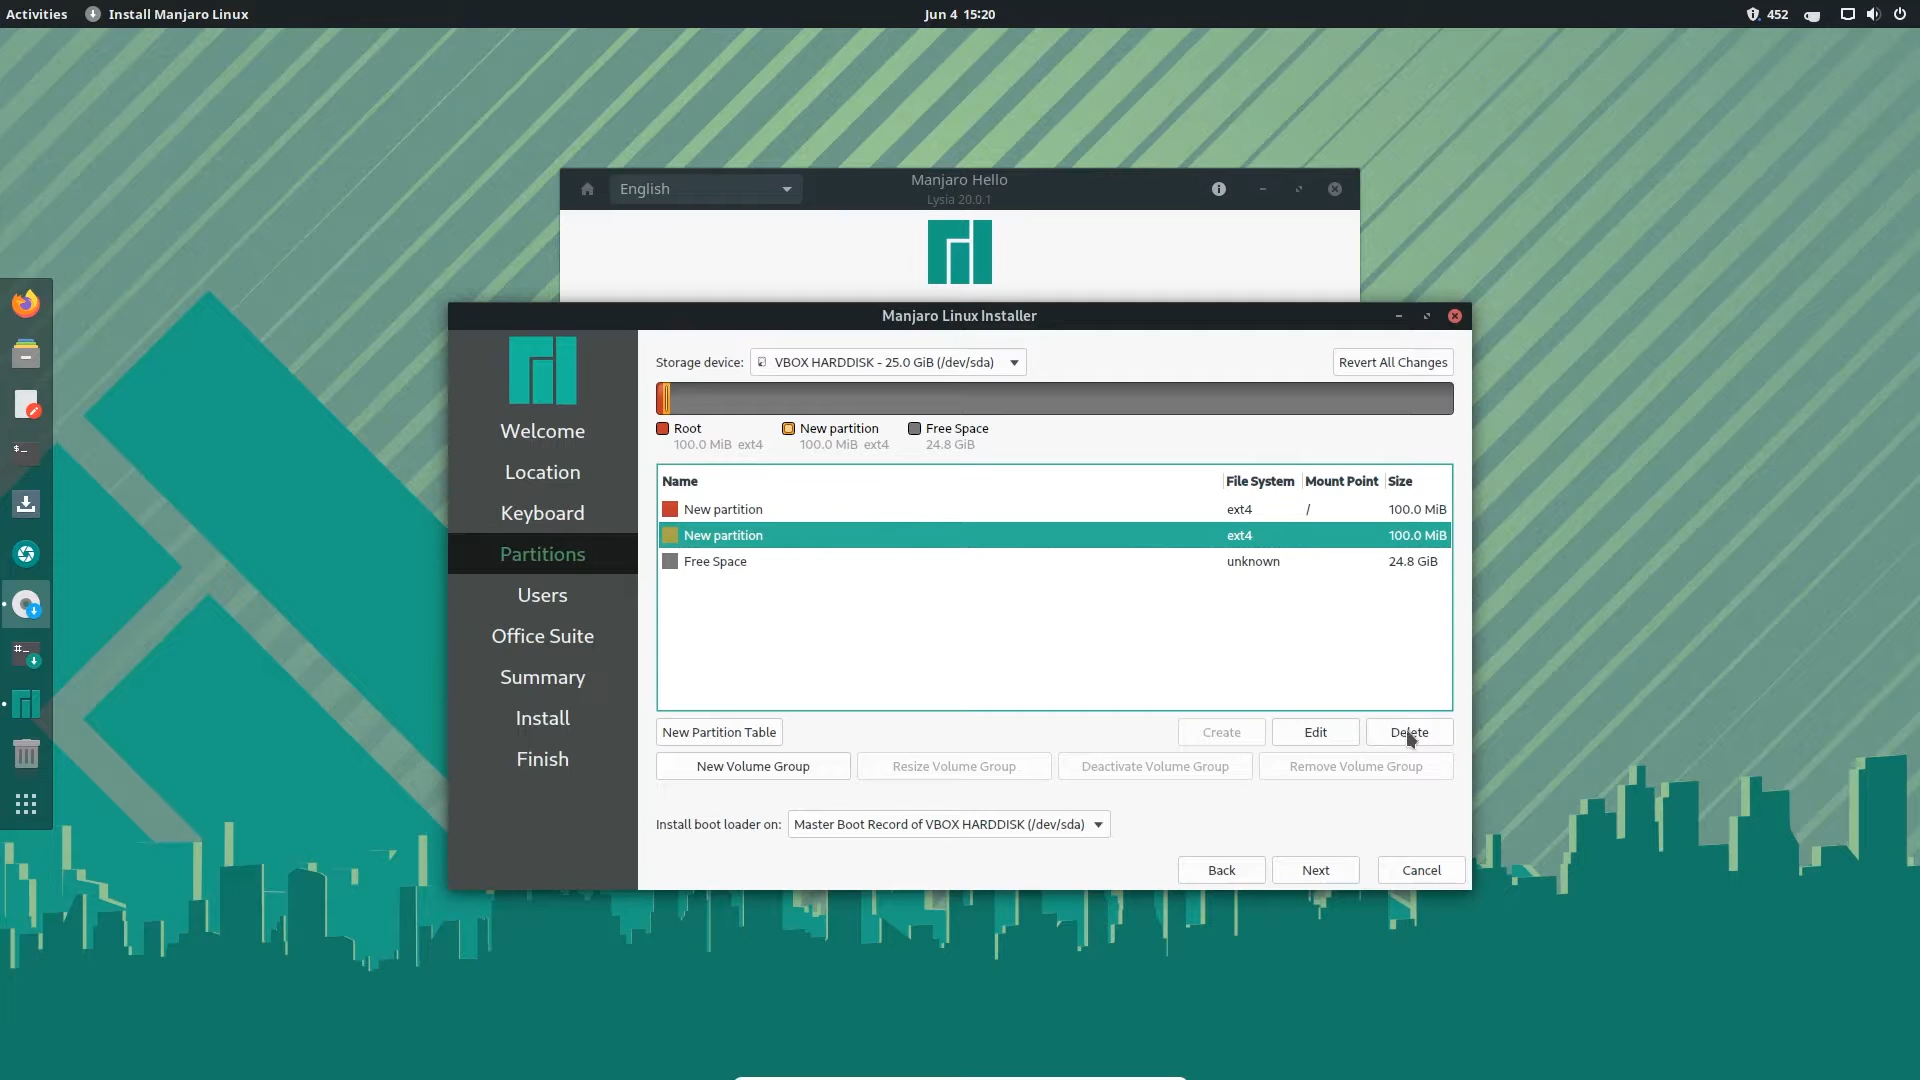 Activities Install Manjaro Linux Jun 4 15:20 452
English Manjaro Hello
Lysia 20.0.1
Manjaro Linux Installer
Welcome
Location
Keyboard
Partitions
Users
Office Suite
Summary
Install
Finish
Storage device: VBOX HARDDISK - 25.0 GiB (/dev/sda) Revert All Changes
Root New partition Free Space
100.0 MiB ext4 100.0 MiB ext4 24.8 GiB
Name File System Mount Point Size
New partition ext4 / 100.0 MiB
New partition ext4 100.0 MiB
Free Space unknown 24.8 GiB
New Partition Table Create Edit Delete
New Volume Group Resize Volume Group Deactivate Volume Group Remove Volume Group
Install boot loader on: Master Boot Record of VBOX HARDDISK (/dev/sda)
Back Next Cancel